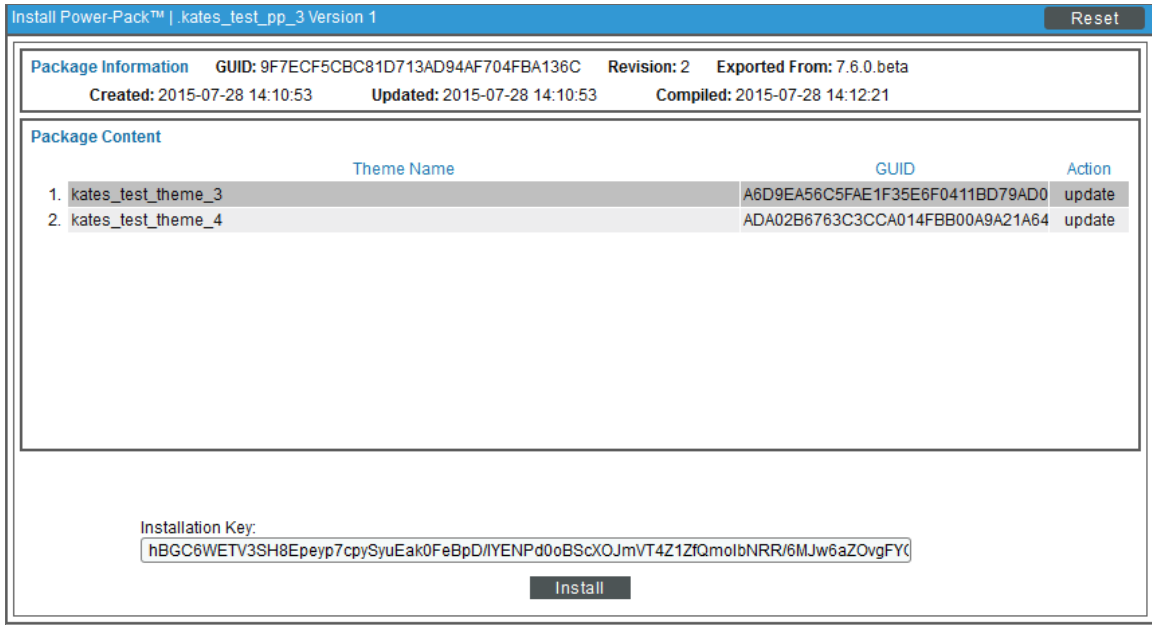 Install Power-Pack™ | .kates_test_pp_3 Version 1 Reset
Package Information GUID: 9F7ECF5CBC81D713AD94AF704FBA136C Revision: 2 Exported From: 7.6.0.beta
Created: 2015-07-28 14:10:53 Updated: 2015-07-28 14:10:53 Compiled: 2015-07-28 14:12:21
Package Content
Theme Name GUID Action
1. kates_test_theme_3 A6D9EA56C5FAE1F35E6F0411BD79AD0 update
2. kates_test_theme_4 ADA02B6763C3CCA014FBB00A9A21A64 update
Installation Key:
hBGC6WETV3SH8Epeyp7cpySyuEak0FeBpD/IYENPd0oBScXOJmVT4Z1ZfQmoIbNRR/6MJw6aZOvgFY
Install